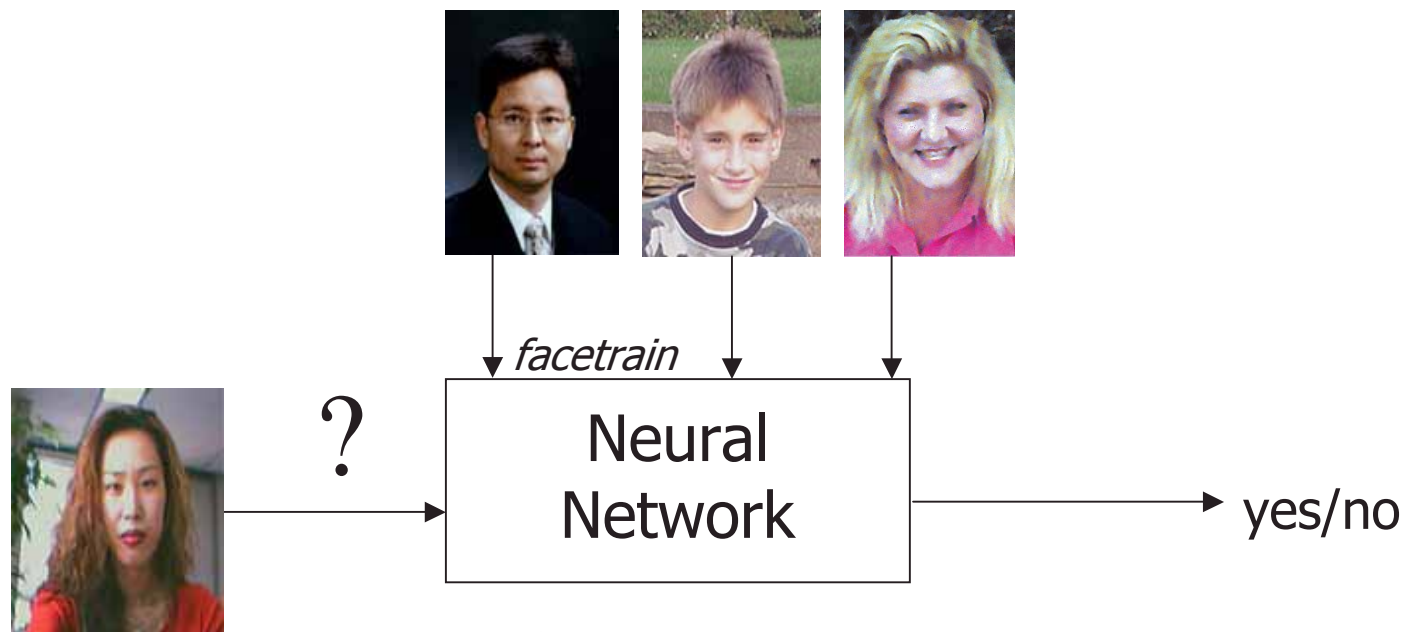 facetrain
?
Neural
Network
yes/no